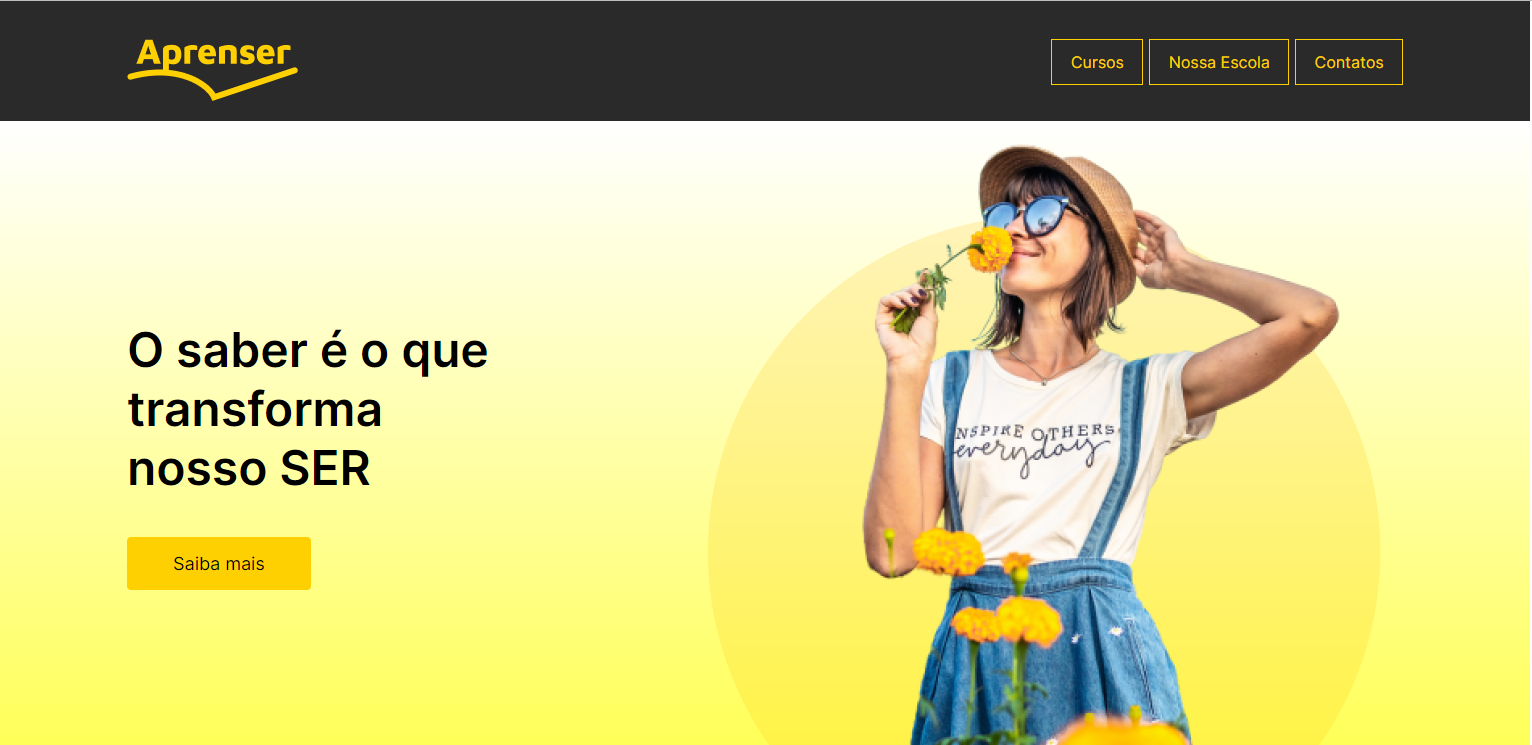 Aprenser
Cursos
Nossa Escola
Contatos
O saber é o que
transforma
nosso SER
Saiba mais
NSPIRE OTHERS
everyday